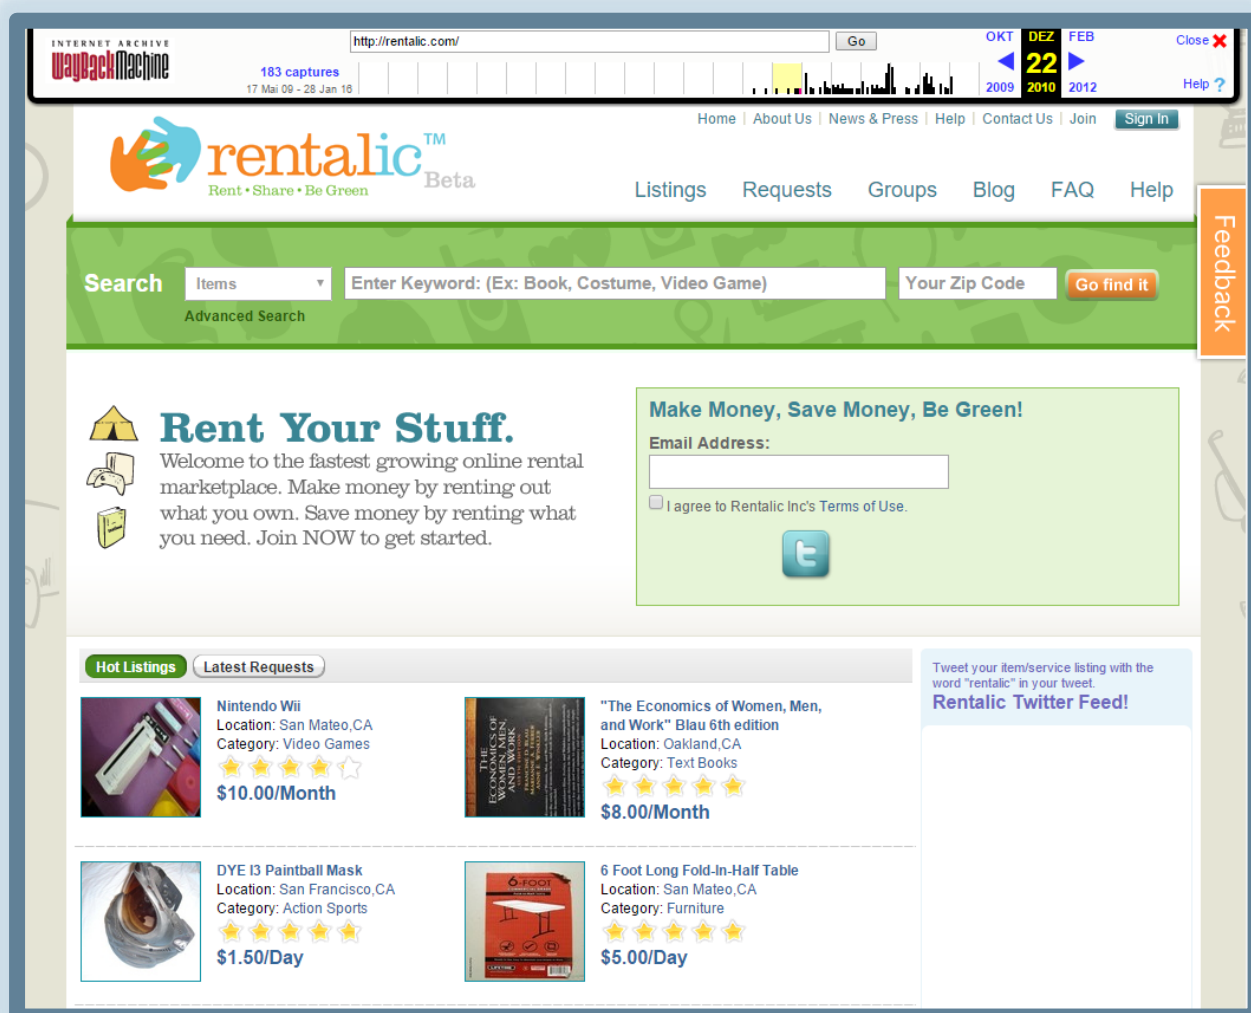 INTERNET ARCHIVE
WayBackMachine
http://rentalic.com/
Go
183 captures
17 Mai 09 - 28 Jan 16
OKT DEZ FEB
22
2009 2010 2012
Close
Help ?
rentalic™
Beta
Rent • Share • Be Green
Home | About Us | News & Press | Help | Contact Us | Join
Sign In
Listings Requests Groups Blog FAQ Help
Feedback
Search
Items
Enter Keyword: (Ex: Book, Costume, Video Game)
Your Zip Code
Go find it
Advanced Search
Rent Your Stuff.
Welcome to the fastest growing online rental
marketplace. Make money by renting out
what you own. Save money by renting what
you need. Join NOW to get started.
Make Money, Save Money, Be Green!
Email Address:
I agree to Rentalic Inc's Terms of Use.
t
Hot Listings
Latest Requests
Nintendo Wii
Location: San Mateo,CA
Category: Video Games
$10.00/Month
THE
ECONOMICS OF
WOMEN, MEN,
AND WORK
"The Economics of Women, Men,
and Work" Blau 6th edition
Location: Oakland,CA
Category: Text Books
$8.00/Month
DYE I3 Paintball Mask
Location: San Francisco,CA
Category: Action Sports
$1.50/Day
6-FOOT
LIFETIME
6 Foot Long Fold-In-Half Table
Location: San Mateo,CA
Category: Furniture
$5.00/Day
Tweet your item/service listing with the
word "rentalic" in your tweet.
Rentalic Twitter Feed!